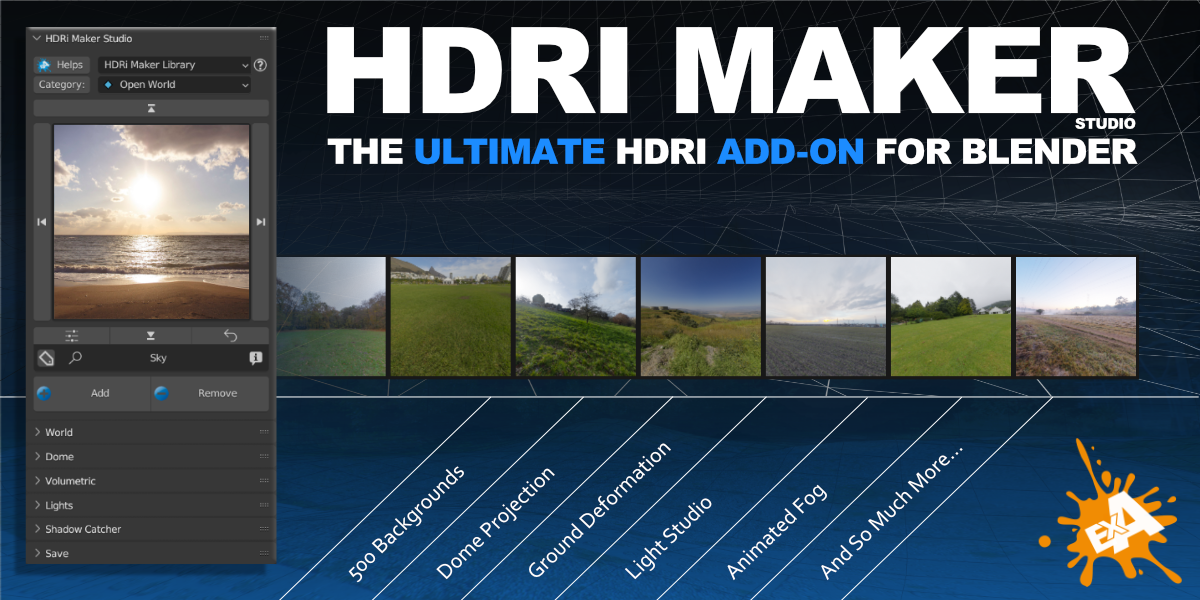 HDRi Maker Studio
Helps
HDRi Maker Library
?
Category:
Open World
Sky
Add
Remove
World
Dome
Volumetric
Lights
Shadow Catcher
Save
HDRI MAKER
STUDIO
THE ULTIMATE HDRI ADD-ON FOR BLENDER
500 Backgrounds
Dome Projection
Ground Deformation
Light Studio
Animated Fog
And So Much More...
EXA